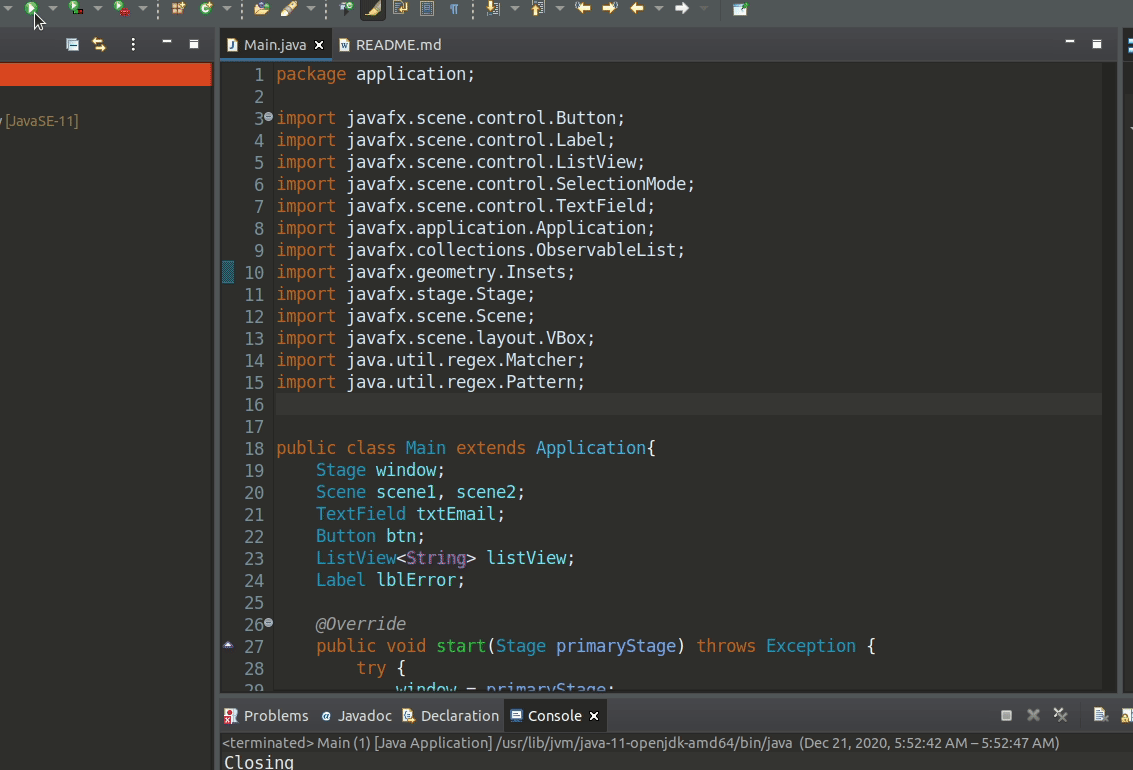 Main.java README.md
[JavaSE-11]
1 package application;
2
3 import javafx.scene.control.Button;
4 import javafx.scene.control.Label;
5 import javafx.scene.control.ListView;
6 import javafx.scene.control.SelectionMode;
7 import javafx.scene.control.TextField;
8 import javafx.application.Application;
9 import javafx.collections.ObservableList;
10 import javafx.geometry.Insets;
11 import javafx.stage.Stage;
12 import javafx.scene.Scene;
13 import javafx.scene.layout.VBox;
14 import java.util.regex.Matcher;
15 import java.util.regex.Pattern;
16
17
18 public class Main extends Application{
19 Stage window;
20 Scene scene1, scene2;
21 TextField txtEmail;
22 Button btn;
23 ListView<String> listView;
24 Label lblError;
25
26 @Override
27 public void start(Stage primaryStage) throws Exception {
28 try {
29 window = primaryStage;
Problems Javadoc Declaration Console
<terminated> Main (1) [Java Application] /usr/lib/jvm/java-11-openjdk-amd64/bin/java (Dec 21, 2020, 5:52:42 AM – 5:52:47 AM)
Closing